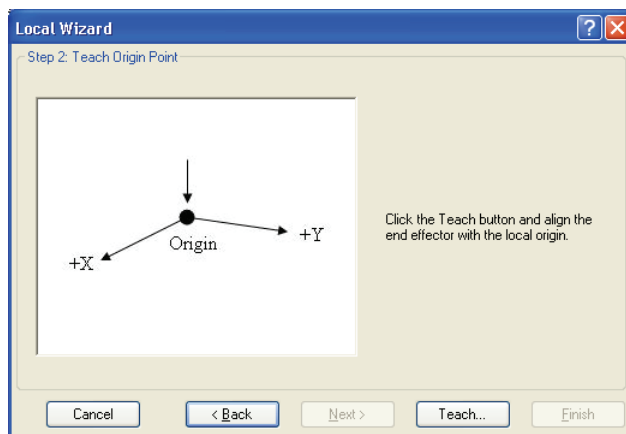 Local Wizard
Step 2: Teach Origin Point
Click the Teach button and align the
end effector with the local origin.
Origin
+Y
+X
Cancel
< Back
Next >
Teach...
Finish